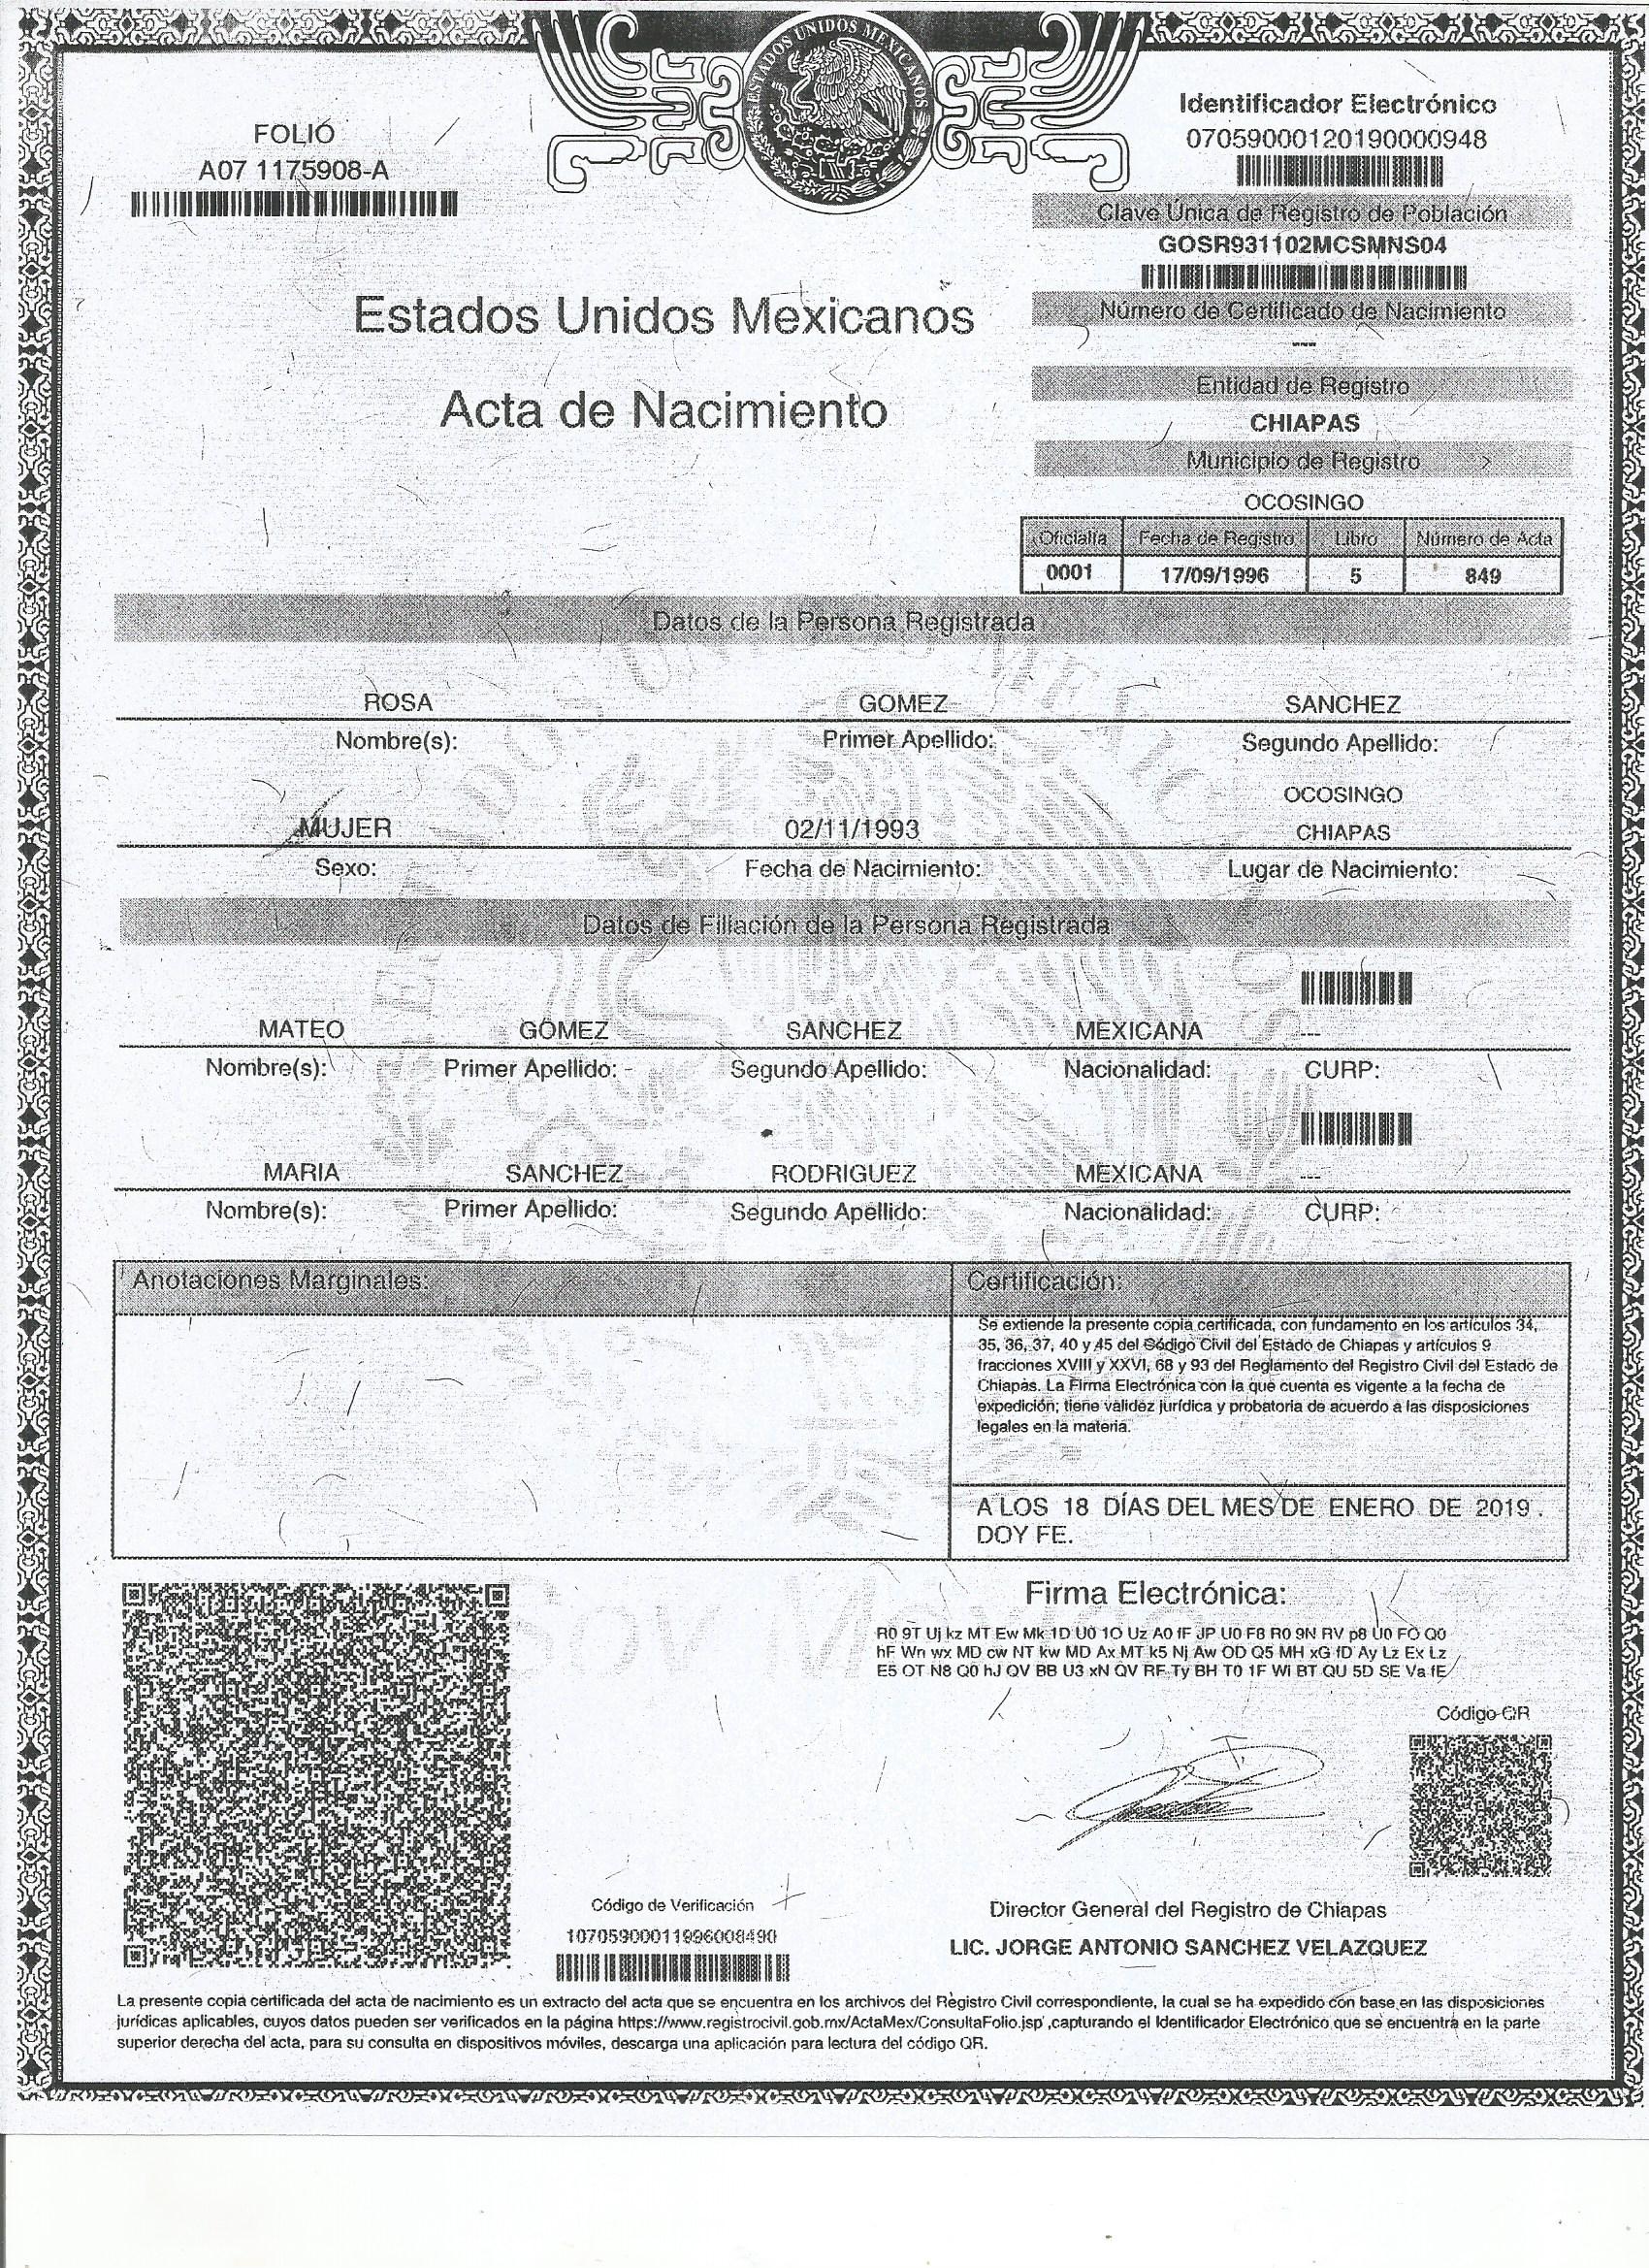 ESTADOS UNIDOS MEXICANOS
FOLIO
A07 1175908-A
Identificador Electrónico
07059000120190000948
Clave Única de Registro de Población
GOSR931102MCSMNS04
Número de Certificado de Nacimiento
---
Estados Unidos Mexicanos
Acta de Nacimiento
Entidad de Registro
CHIAPAS
Municipio de Registro
OCOSINGO
Oficialía Fecha de Registro Libro Número de Acta
0001 17/09/1996 5 849
Datos de la Persona Registrada
ROSA GOMEZ SANCHEZ
Nombre(s): Primer Apellido: Segundo Apellido:
OCOSINGO
MUJER 02/11/1993 CHIAPAS
Sexo: Fecha de Nacimiento: Lugar de Nacimiento:
Datos de Filiación de la Persona Registrada
MATEO GOMEZ SANCHEZ MEXICANA ---
Nombre(s): Primer Apellido: Segundo Apellido: Nacionalidad: CURP:
MARIA SANCHEZ RODRIGUEZ MEXICANA ---
Nombre(s): Primer Apellido: Segundo Apellido: Nacionalidad: CURP:
Anotaciones Marginales:
Certificación:
Se extiende la presente copia certificada, con fundamento en los artículos 34,
35, 36, 37, 40 y 45 del Código Civil del Estado de Chiapas y artículos 9
fracciones XVIII y XXVI, 68 y 93 del Reglamento del Registro Civil del Estado de
Chiapas. La Firma Electrónica con la que cuenta es vigente a la fecha de
expedición; tiene validez jurídica y probatoria de acuerdo a las disposiciones
legales en la materia.
A LOS 18 DÍAS DEL MES DE ENERO DE 2019 .
DOY FE.
Firma Electrónica:
R0 9T Uj kz MT Ew Mk 1D U0 1O Uz A0 1F JP U0 F8 R0 9N RV p8 U0 FO Q0
hF Wn wx MD cw NT kw MD Ax MT k5 Nj Aw OD Q5 MH xG fD Ay Lz Ex Lz
E5 OT N8 Q0 hJ QV BB U3 xN QV RF Ty BH T0 1F Wi BT QU 5D SE Va fE
Código QR
Código de Verificación
10705900011996008490
Director General del Registro de Chiapas
LIC. JORGE ANTONIO SANCHEZ VELAZQUEZ
La presente copia certificada del acta de nacimiento es un extracto del acta que se encuentra en los archivos del Registro Civil correspondiente, la cual se ha expedido con base en las disposiciones
jurídicas aplicables, cuyos datos pueden ser verificados en la página https://www.registrocivil.gob.mx/ActaMex/ConsultaFolio.jsp ,capturando el Identificador Electrónico que se encuentra en la parte
superior derecha del acta, para su consulta en dispositivos móviles, descarga una aplicación para lectura del código QR.